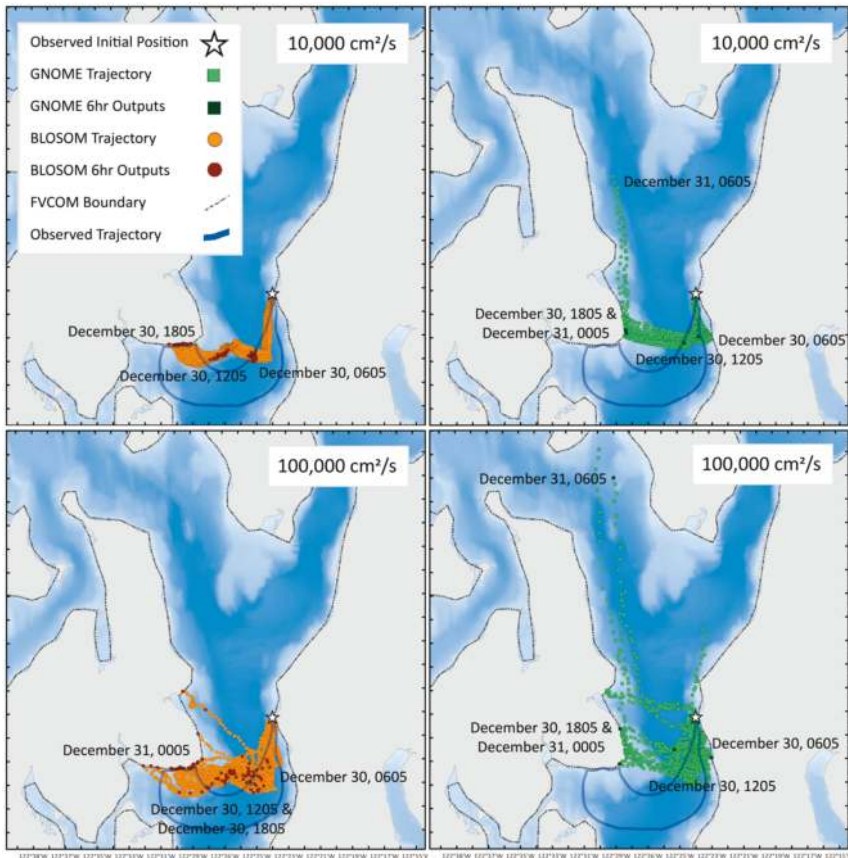 Observed Initial Position
GNOME Trajectory
GNOME 6hr Outputs
BLOSOM Trajectory
BLOSOM 6hr Outputs
FVCOM Boundary
Observed Trajectory
10,000 cm²/s
December 30, 1805
December 30, 1205
December 30, 0605
10,000 cm²/s
December 31, 0605
December 30, 1805 &
December 31, 0005
December 30, 0605
December 30, 1205
100,000 cm²/s
December 31, 0005
December 30, 0605
December 30, 1205 &
December 30, 1805
100,000 cm²/s
December 31, 0605
December 30, 1805 &
December 31, 0005
December 30, 0605
December 30, 1205